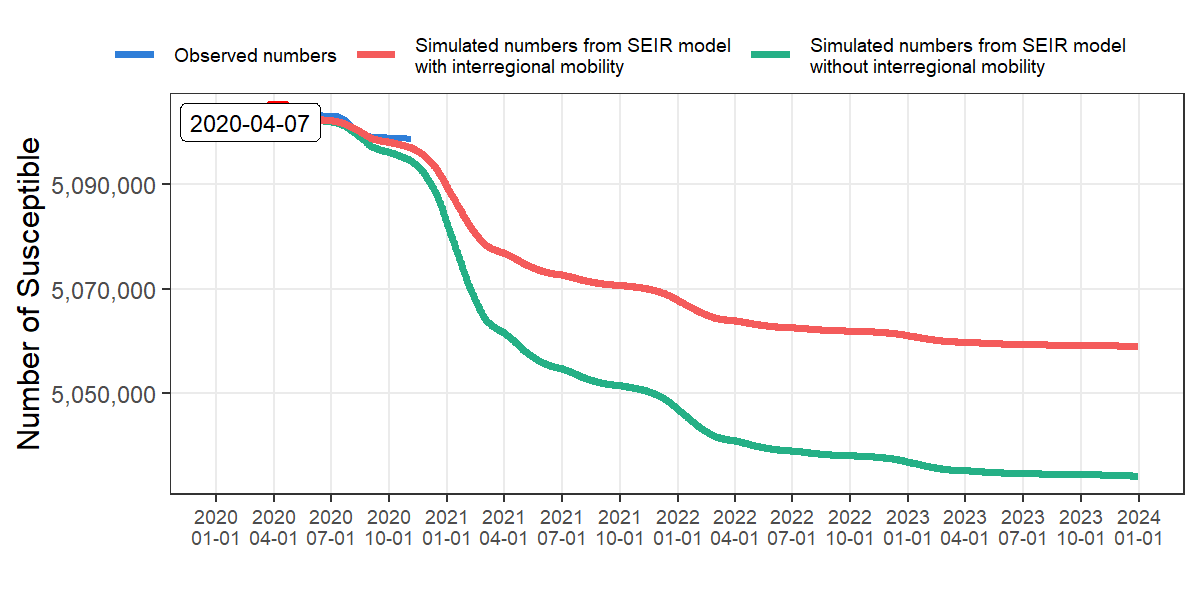 Observed numbers
Simulated numbers from SEIR model
with interregional mobility
Simulated numbers from SEIR model
without interregional mobility
2020-04-07
Number of Susceptible
5,090,000
5,070,000
5,050,000
2020 2020 2020 2020 2021 2021 2021 2021 2022 2022 2022 2022 2023 2023 2023 2023 2024
01-01 04-01 07-01 10-01 01-01 04-01 07-01 10-01 01-01 04-01 07-01 10-01 01-01 04-01 07-01 10-01 01-01